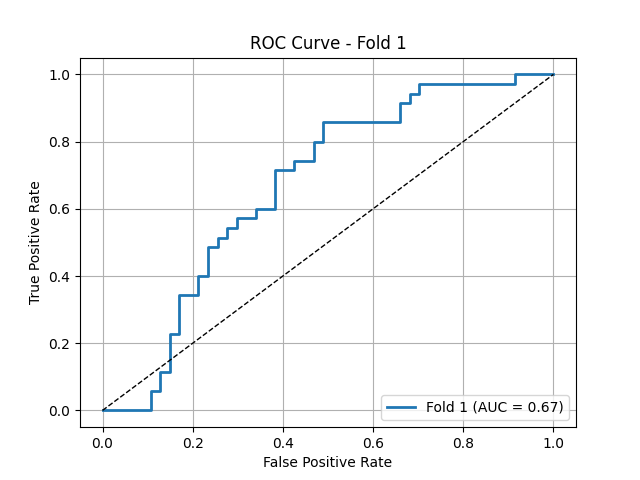 ROC Curve - Fold 1
True Positive Rate
1.0
0.8
0.6
0.4
0.2
0.0
Fold 1 (AUC = 0.67)
0.0 0.2 0.4 0.6 0.8 1.0
False Positive Rate